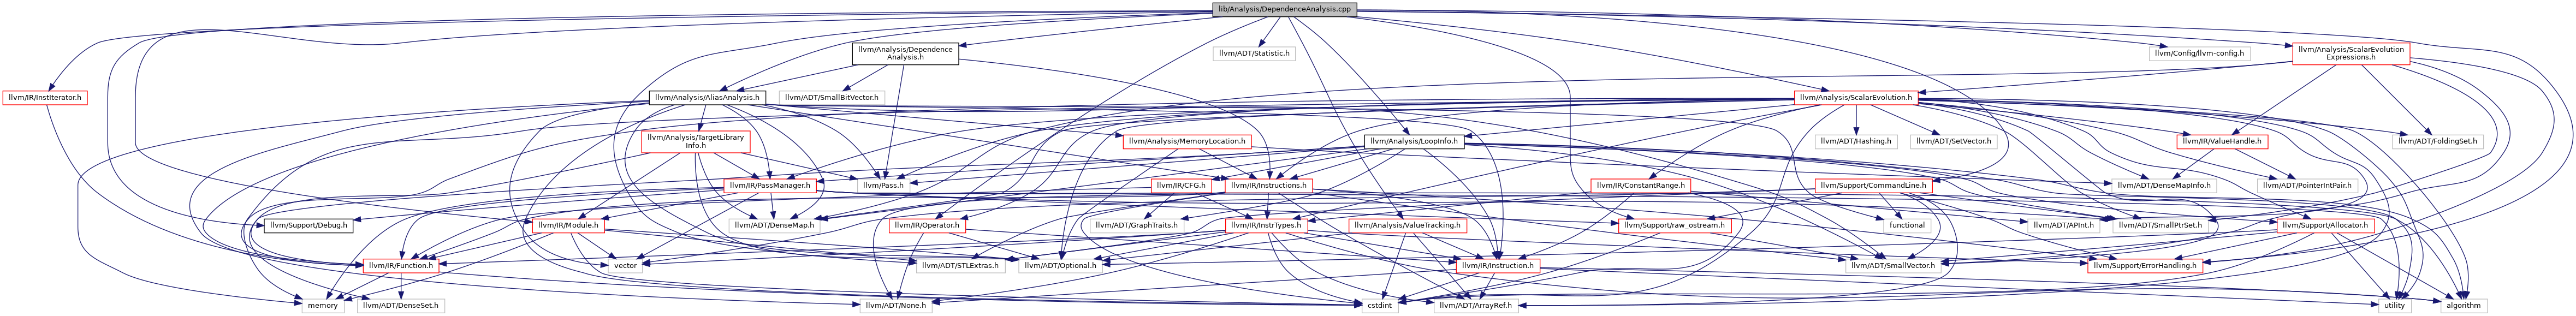 lib/Analysis/DependenceAnalysis.cpp
llvm/Analysis/Dependence
Analysis.h
llvm/ADT/Statistic.h
llvm/Config/llvm-config.h
llvm/Analysis/ScalarEvolution
Expressions.h
llvm/IR/InstIterator.h
llvm/Analysis/AliasAnalysis.h
llvm/ADT/SmallBitVector.h
llvm/Analysis/ScalarEvolution.h
llvm/Analysis/TargetLibrary
Info.h
llvm/Analysis/MemoryLocation.h
llvm/Analysis/LoopInfo.h
llvm/ADT/Hashing.h
llvm/ADT/SetVector.h
llvm/IR/ValueHandle.h
llvm/ADT/FoldingSet.h
llvm/IR/PassManager.h
llvm/Pass.h
llvm/IR/CFG.h
llvm/IR/Instructions.h
llvm/IR/ConstantRange.h
llvm/Support/CommandLine.h
llvm/ADT/DenseMapInfo.h
llvm/ADT/PointerIntPair.h
llvm/Support/Debug.h
llvm/IR/Module.h
llvm/ADT/DenseMap.h
llvm/IR/Operator.h
llvm/ADT/GraphTraits.h
llvm/IR/InstrTypes.h
llvm/Analysis/ValueTracking.h
llvm/Support/raw_ostream.h
functional
llvm/ADT/APInt.h
llvm/ADT/SmallPtrSet.h
llvm/Support/Allocator.h
llvm/IR/Function.h
vector
llvm/ADT/STLExtras.h
llvm/ADT/Optional.h
llvm/IR/Instruction.h
llvm/ADT/SmallVector.h
llvm/Support/ErrorHandling.h
memory
llvm/ADT/DenseSet.h
llvm/ADT/None.h
cstdint
llvm/ADT/ArrayRef.h
utility
algorithm